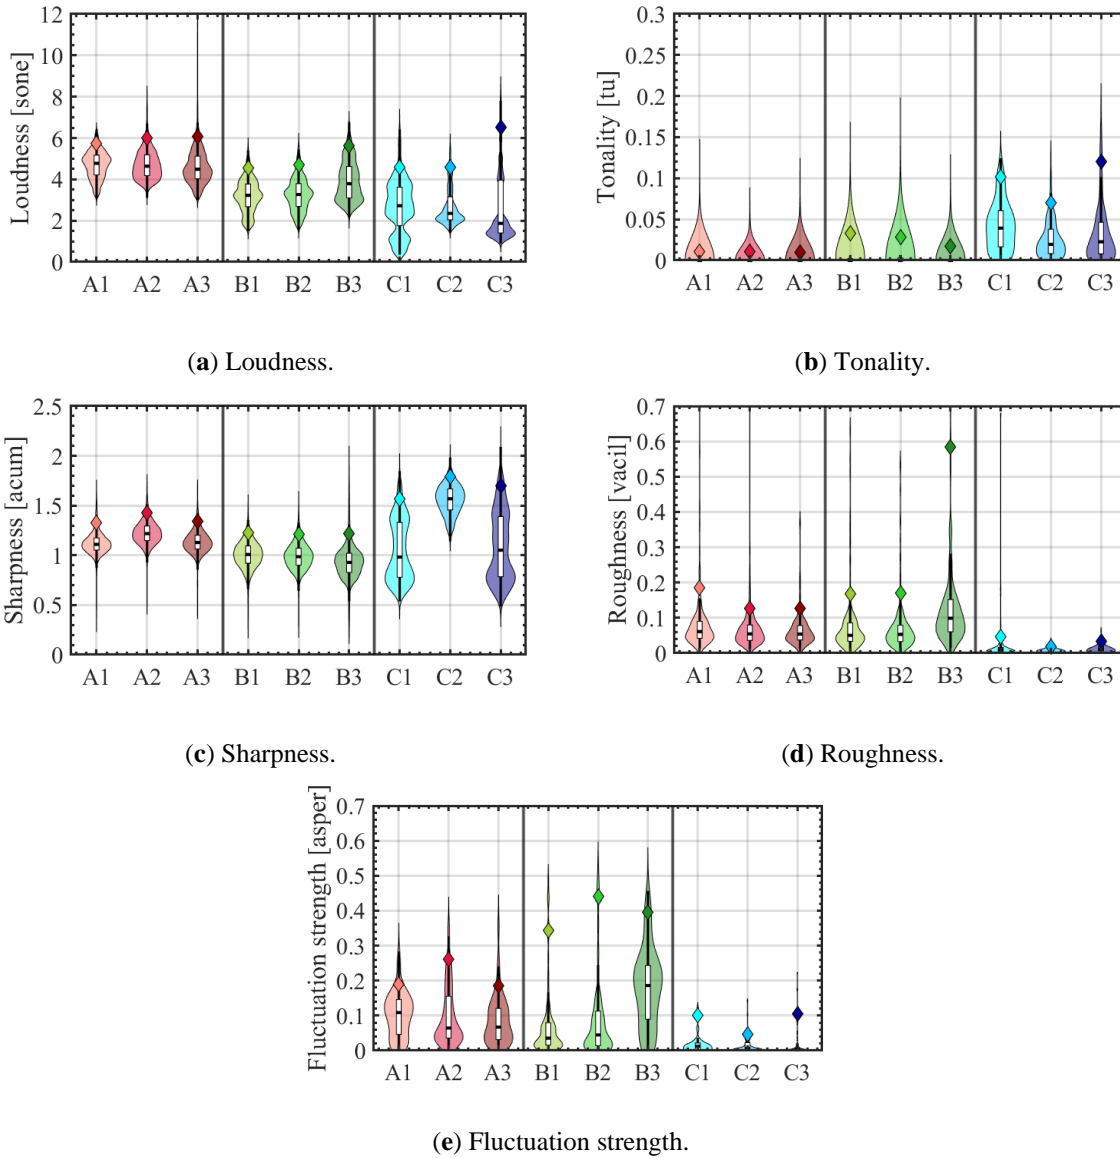 12
10
8
6
4
2
0
Loudness [sone]
A1 A2 A3 B1 B2 B3 C1 C2 C3
(a) Loudness.
0.3
0.25
0.2
0.15
0.1
0.05
0
Tonality [tu]
A1 A2 A3 B1 B2 B3 C1 C2 C3
(b) Tonality.
2.5
2
1.5
1
0.5
0
Sharpness [acum]
A1 A2 A3 B1 B2 B3 C1 C2 C3
(c) Sharpness.
0.7
0.6
0.5
0.4
0.3
0.2
0.1
0
Roughness [vacil]
A1 A2 A3 B1 B2 B3 C1 C2 C3
(d) Roughness.
0.7
0.6
0.5
0.4
0.3
0.2
0.1
0
Fluctuation strength [asper]
A1 A2 A3 B1 B2 B3 C1 C2 C3
(e) Fluctuation strength.